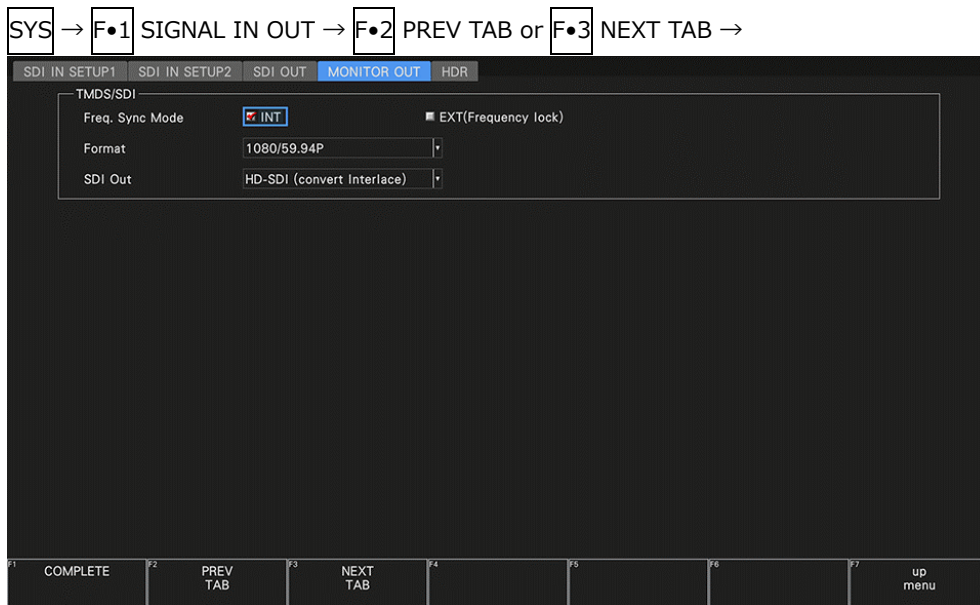 SYS → F•1 SIGNAL IN OUT → F•2 PREV TAB or F•3 NEXT TAB →
SDI IN SETUP1 SDI IN SETUP2 SDI OUT MONITOR OUT HDR
TMDS/SDI
Freq. Sync Mode INT EXT(Frequency lock)
Format 1080/59.94P
SDI Out HD-SDI (convert Interlace)
F1 COMPLETE F2 PREV TAB F3 NEXT TAB F4 F5 F6 F7 up menu